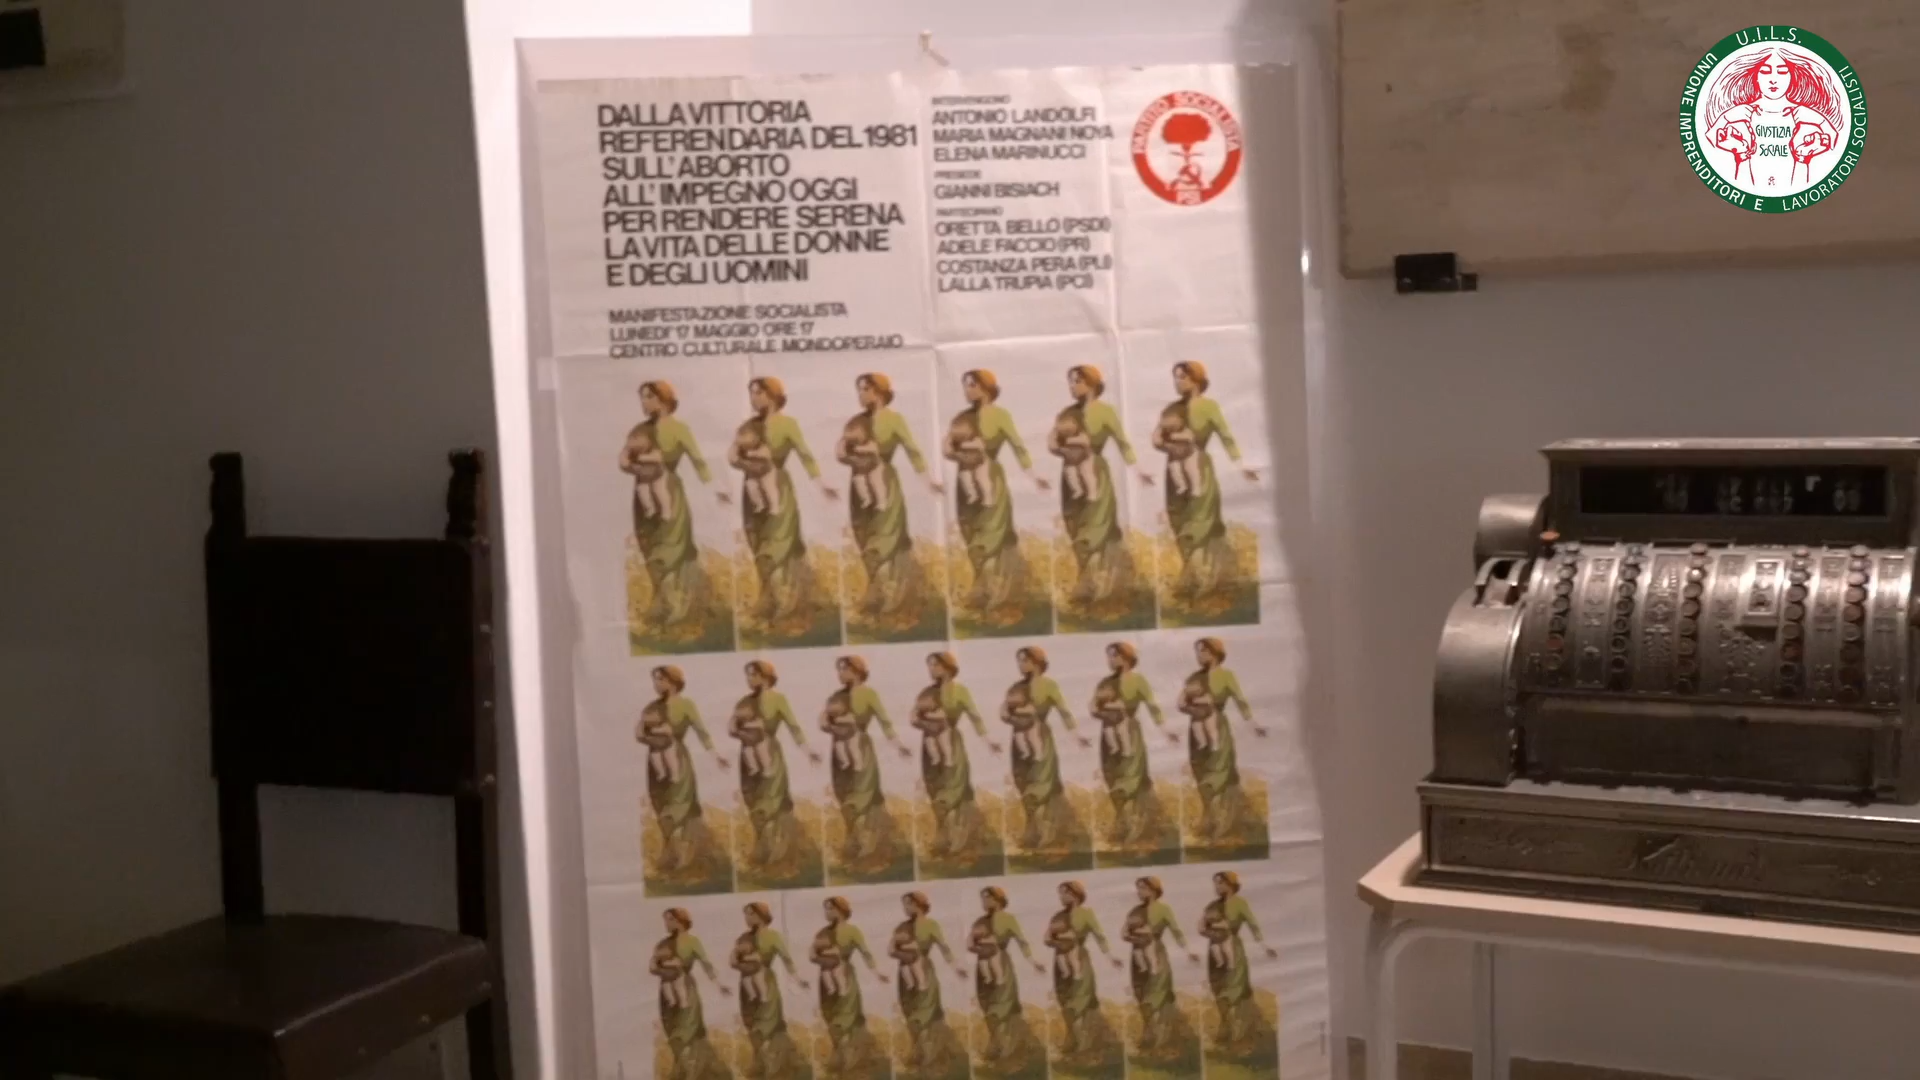 DALLA VITTORIA
REFERENDARIA DEL 1981
SULL'ABORTO
ALL'IMPEGNO OGGI
PER RENDERE SERENA
LA VITA DELLE DONNE
E DEGLI UOMINI
MANIFESTAZIONE SOCIALISTA
LUNEDI' 17 MAGGIO ORE 17
CENTRO CULTURALE MONDOPERAIO
INTERVENGONO
ANTONIO LANDOLFI
MARIA MAGNANI NOYA
ELENA MARINUCCI
PRESIEDE
GIANNI BISIACH
PARTECIPANO
ORETTA BELLO (PSDI)
ADELE FACCIO (PR)
COSTANZA PERA (PLI)
LALLA TRUPIA (PCI)
PARTITO SOCIALISTA
PSI
U.I.L.S.
UNIONE IMPRENDITORI E LAVORATORI SOCIALISTI
GIUSTIZIA
SOCIALE